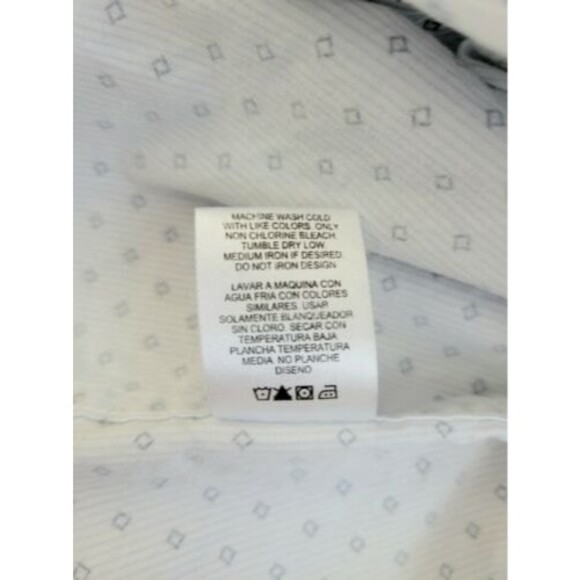 MACHINE WASH COLD
WITH LIKE COLORS. ONLY
NON CHLORINE BLEACH.
TUMBLE DRY LOW.
MEDIUM IRON IF DESIRED.
DO NOT IRON DESIGN
LAVAR A MAQUINA CON
AGUA FRIA CON COLORES
SIMILARES. USAR
SOLAMENTE BLANQUEADOR
SIN CLORO. SECAR CON
TEMPERATURA BAJA
PLANCHA TEMPERATURA
MEDIA. NO PLANCHE
DISENO